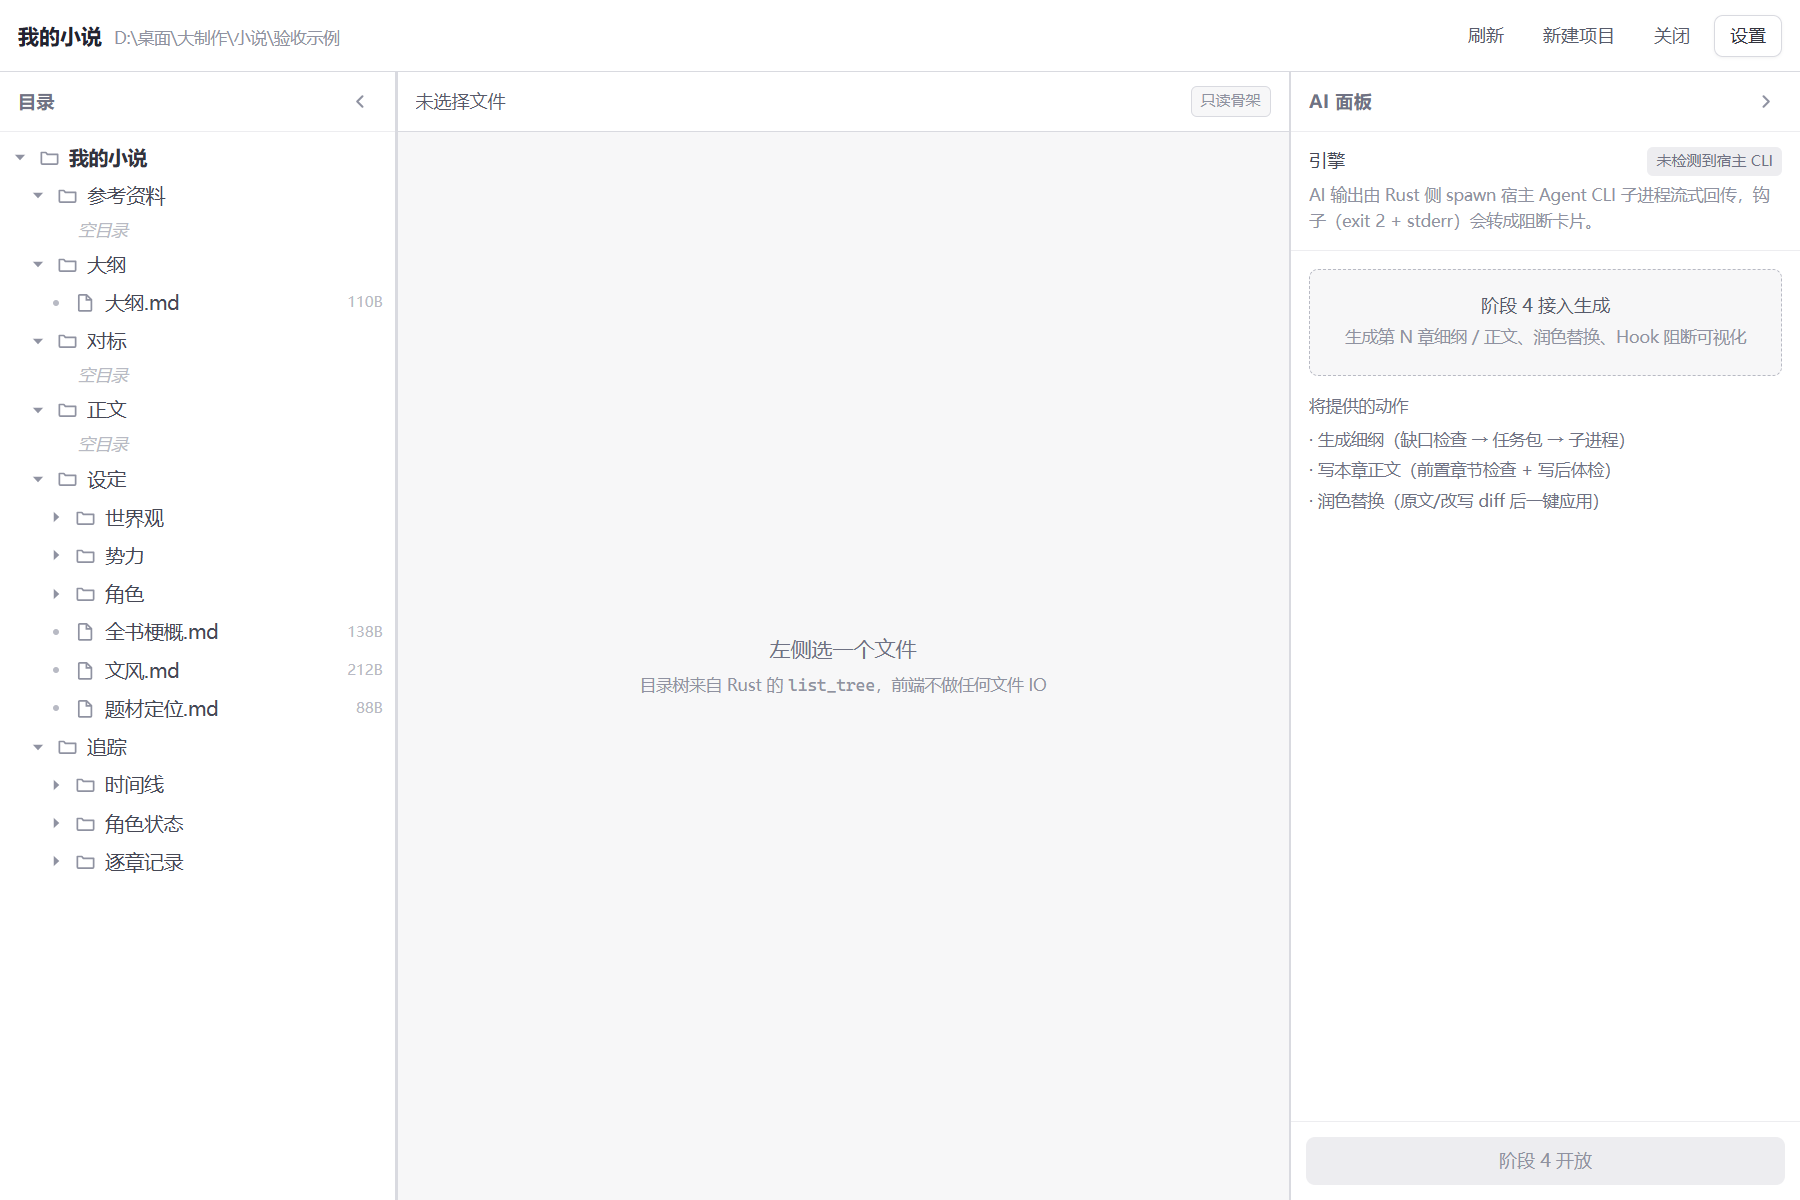 我的小说 D:\桌面\大制作\小说\验收示例
刷新 新建项目 关闭 设置
目录
我的小说
参考资料
空目录
大纲
大纲.md 110B
对标
空目录
正文
空目录
设定
世界观
势力
角色
全书梗概.md 138B
文风.md 212B
题材定位.md 88B
追踪
时间线
角色状态
逐章记录
未选择文件 只读骨架
左侧选一个文件
目录树来自 Rust 的 list_tree，前端不做任何文件 IO
AI 面板
引擎 未检测到宿主 CLI
AI 输出由 Rust 侧 spawn 宿主 Agent CLI 子进程流式回传，钩
子（exit 2 + stderr）会转成阻断卡片。
阶段 4 接入生成
生成第 N 章细纲 / 正文、润色替换、Hook 阻断可视化
将提供的动作
· 生成细纲（缺口检查 → 任务包 → 子进程）
· 写本章正文（前置章节检查 + 写后体检）
· 润色替换（原文/改写 diff 后一键应用）
阶段 4 开放